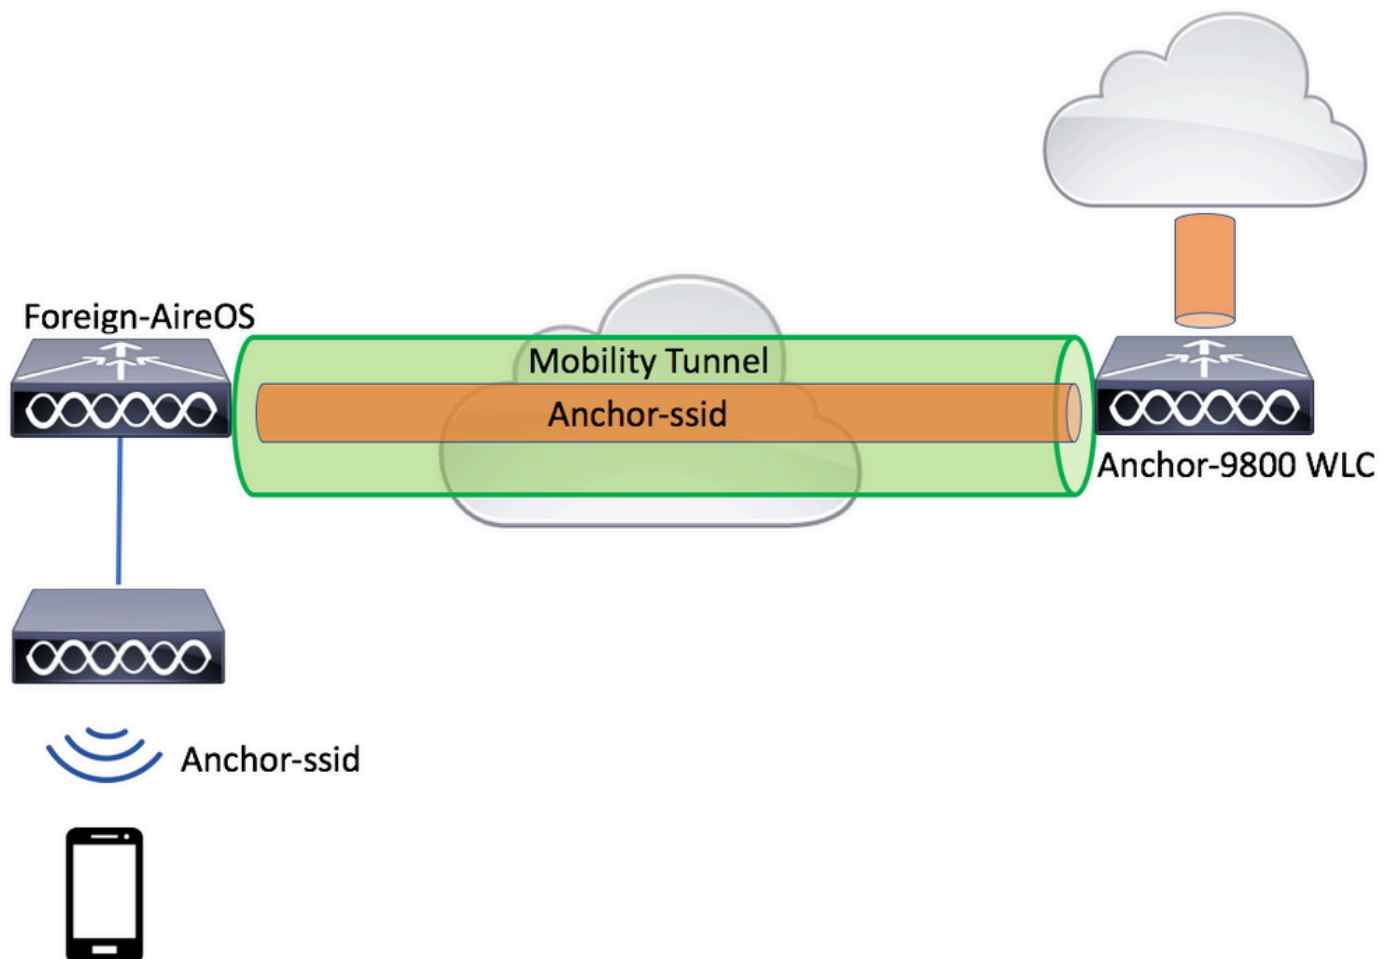 Foreign-AireOS
Mobility Tunnel
Anchor-ssid
Anchor-9800 WLC
Anchor-ssid